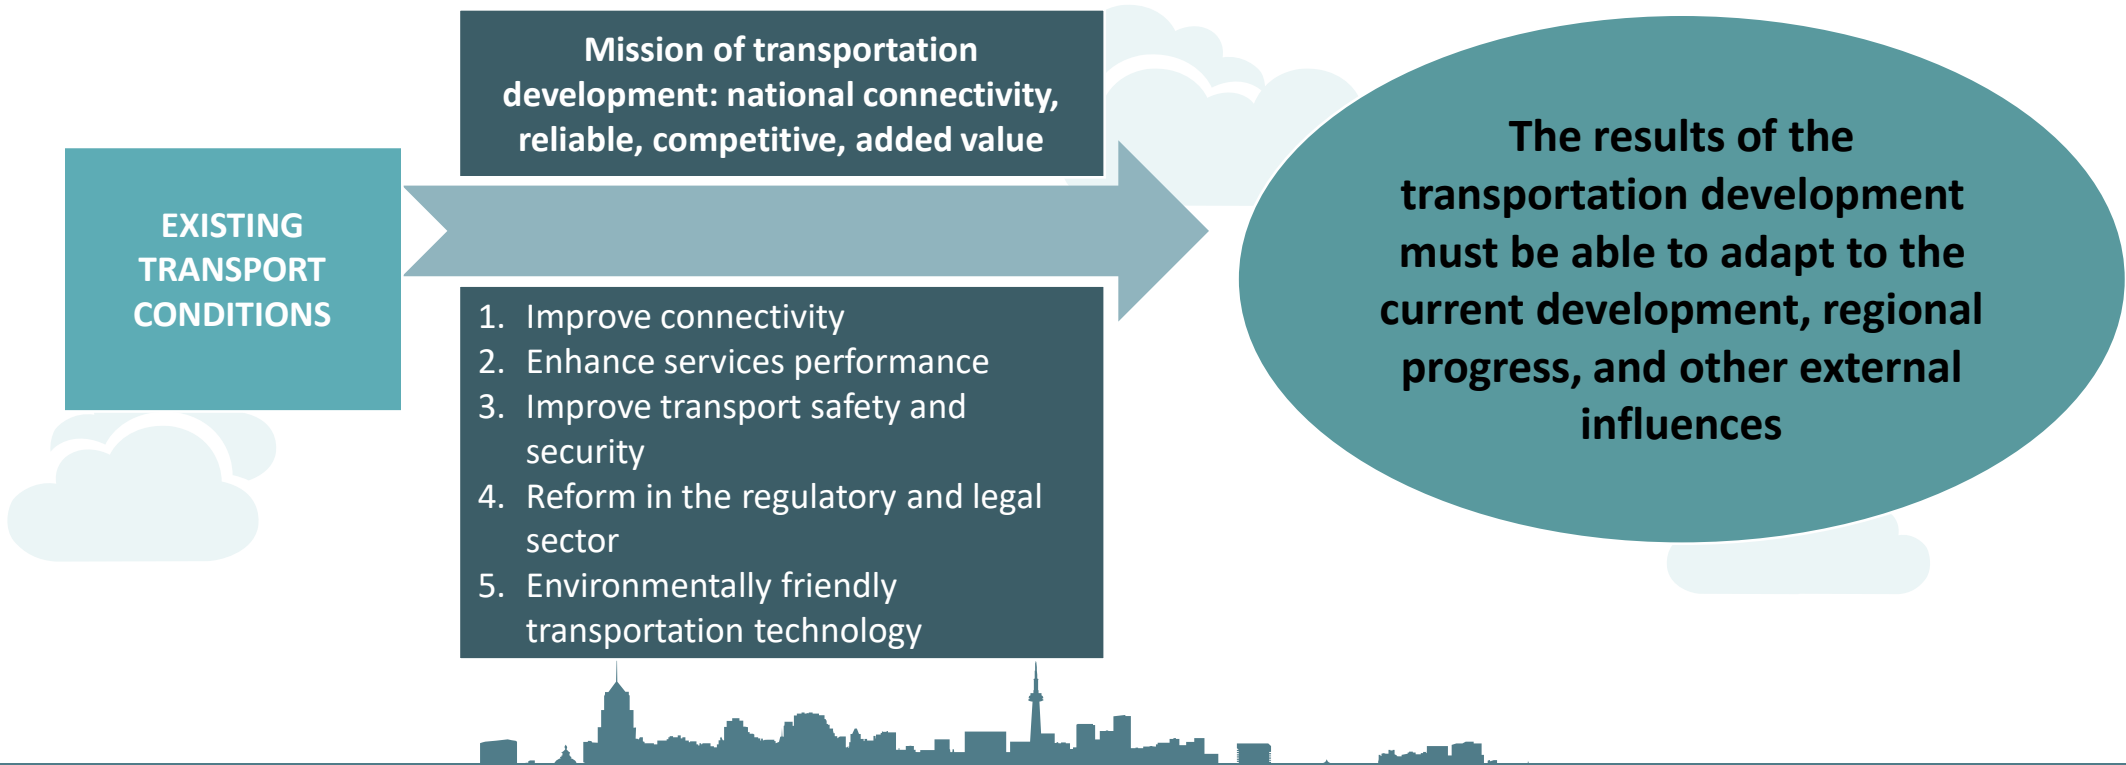 Mission of transportation
development: national connectivity,
reliable, competitive, added value
EXISTING
TRANSPORT
CONDITIONS
1. Improve connectivity
2. Enhance services performance
3. Improve transport safety and
security
4. Reform in the regulatory and legal
sector
5. Environmentally friendly
transportation technology
The results of the
transportation development
must be able to adapt to the
current development, regional
progress, and other external
influences